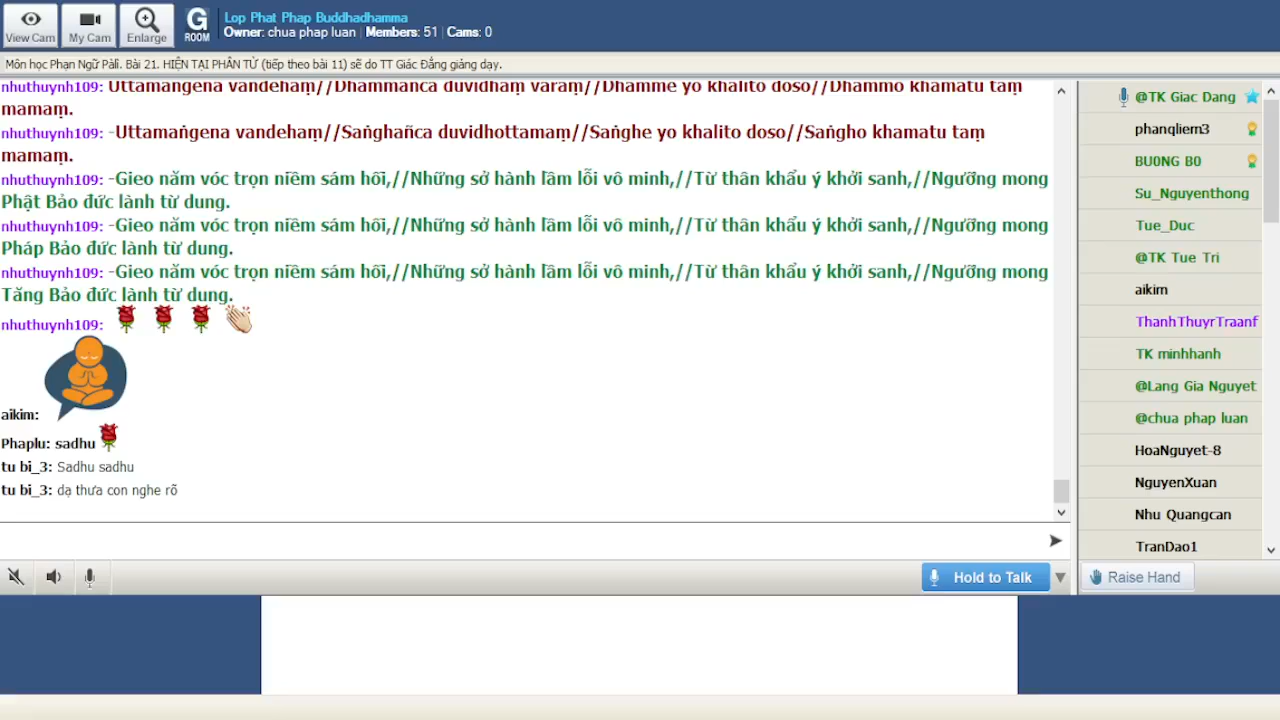 Lop Phat Phap Buddhadhamma
Owner: chua phap luan | Members: 51 | Cams: 0
View Cam
My Cam
Enlarge
G
ROOM
Môn học Phạn Ngữ Pāli. Bài 21. HIỆN TẠI PHÂN TỪ (tiếp theo bài 11) sẽ do TT Giác Đẳng giảng dạy.
nhuthuynh109: Uttamaṅgena vandehaṃ//Dhammañca duvidhaṃ varaṃ//Dhamme yo khalito doso//Dhammo khamatu taṃ
mamaṃ.
nhuthuynh109: -Uttamaṅgena vandehaṃ//Saṅghañca duvidhottamaṃ//Saṅghe yo khalito doso//Saṅgho khamatu taṃ
mamaṃ.
nhuthuynh109: -Gieo năm vóc trọn niềm sám hối,//Những sở hành lầm lỗi vô minh,//Từ thân khẩu ý khởi sanh,//Ngưỡng mong
Phật Bảo đức lành từ dung.
nhuthuynh109: -Gieo năm vóc trọn niềm sám hối,//Những sở hành lầm lỗi vô minh,//Từ thân khẩu ý khởi sanh,//Ngưỡng mong
Pháp Bảo đức lành từ dung.
nhuthuynh109: -Gieo năm vóc trọn niềm sám hối,//Những sở hành lầm lỗi vô minh,//Từ thân khẩu ý khởi sanh,//Ngưỡng mong
Tăng Bảo đức lành từ dung.
nhuthuynh109:
aikim:
Phaplu: sadhu
tu bi_3: Sadhu sadhu
tu bi_3: dạ thưa con nghe rõ
Hold to Talk
@TK Giac Dang
phanqliem3
BU0NG B0
Su_Nguyenthong
Tue_Duc
@TK Tue Tri
aikim
ThanhThuyrTraanf
TK minhhanh
@Lang Gia Nguyet
@chua phap luan
HoaNguyet-8
NguyenXuan
Nhu Quangcan
TranDao1
Raise Hand